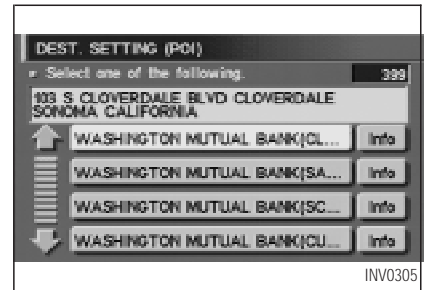 DEST. SETTING (POI)
Select one of the following.
399
103 S CLOVERDALE BLVD CLOVERDALE
SONOMA CALIFORNIA
WASHINGTON MUTUAL BANK(CL... Info
WASHINGTON MUTUAL BANK(SA... Info
WASHINGTON MUTUAL BANK(SC... Info
WASHINGTON MUTUAL BANK(CU... Info
INV0305